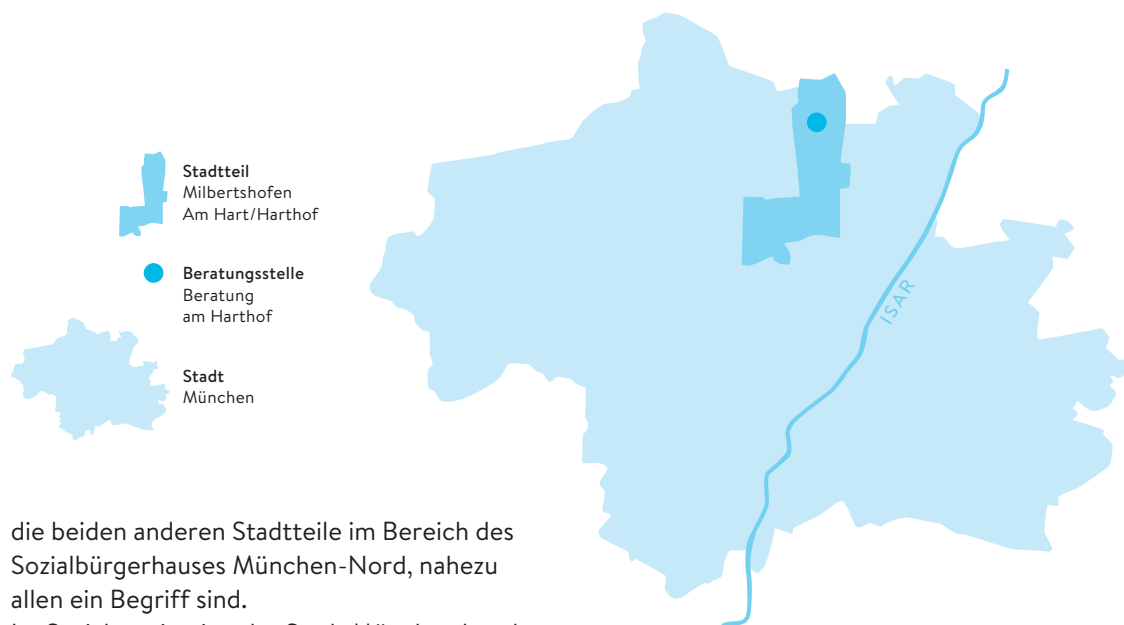 Stadtteil
Milbertshofen
Am Hart/Harthof
Beratungsstelle
Beratung
am Harthof
Stadt
München
ISAR
die beiden anderen Stadtteile im Bereich des
Sozialbürgerhauses München-Nord, nahezu
allen ein Begriff sind.